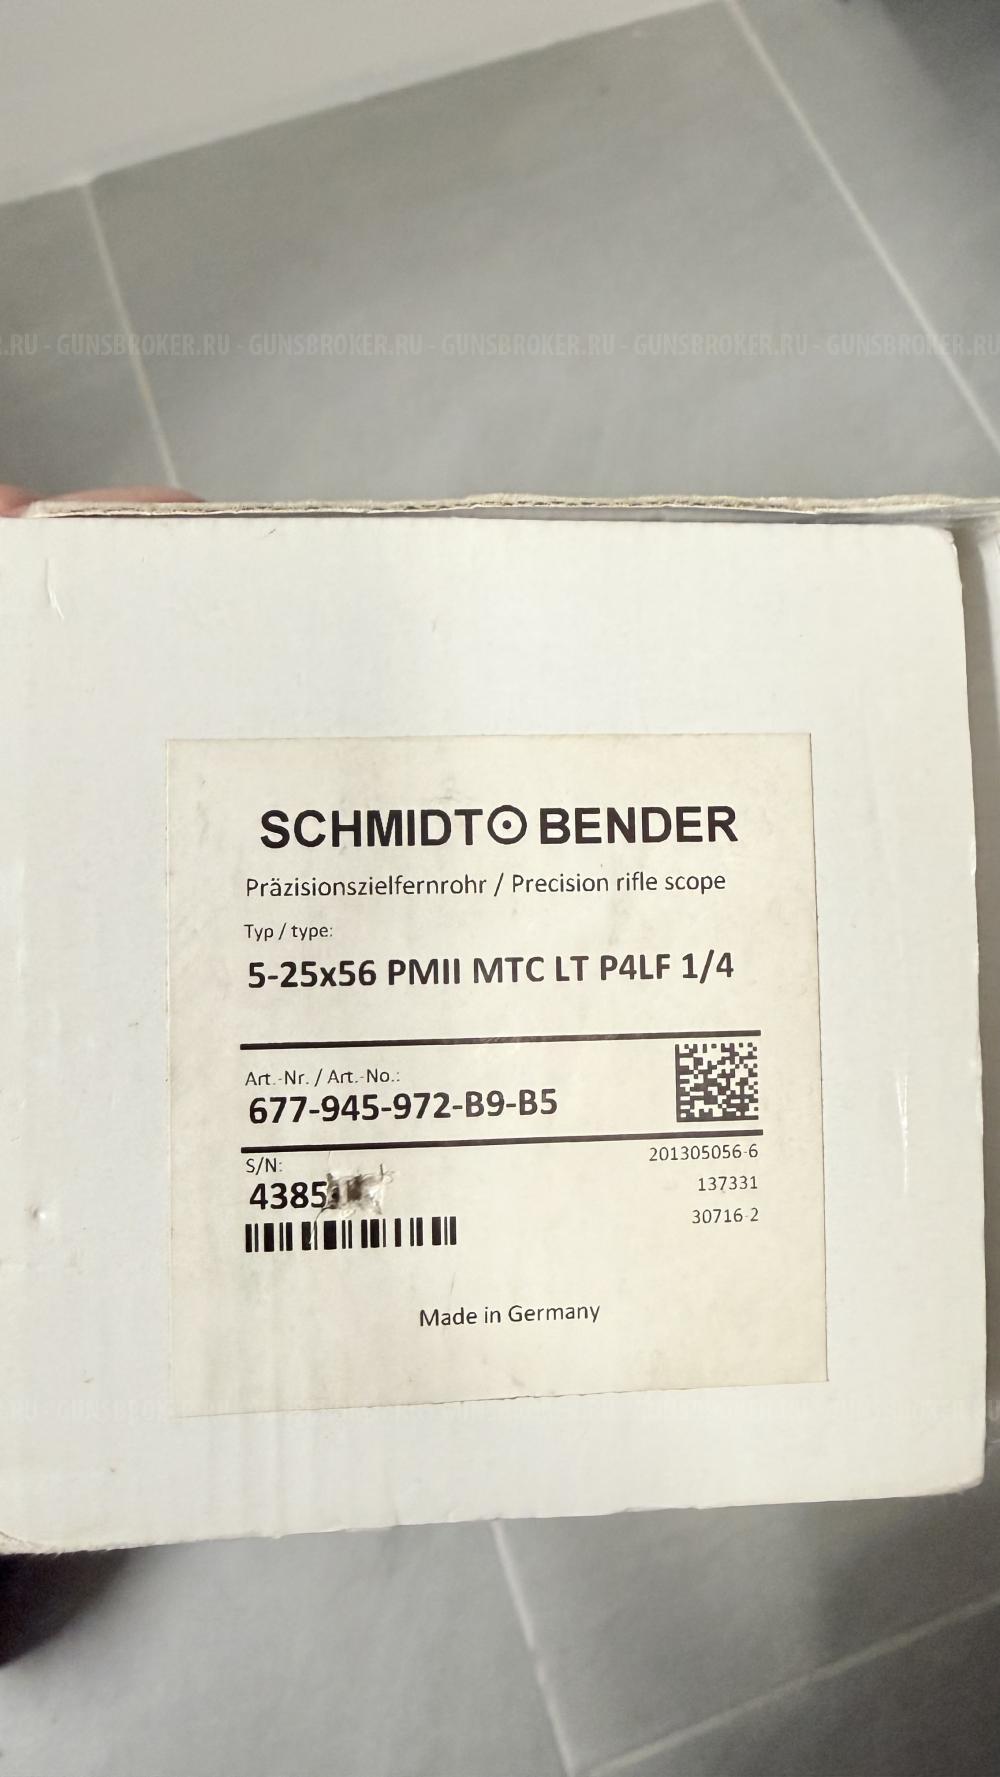 .RU - GUNSBROKER.RU - GUNSBROKER.RU - GUNSBROKER.RU - GUNSBROKER.RU - GUNSBROKER.RU
SCHMIDT BENDER
Präzisionszielfernrohr / Precision rifle scope
Typ / type:
5-25x56 PMII MTC LT P4LF 1/4
Art.-Nr. / Art.-No.:
677-945-972-B9-B5
S/N:
4385
201305056-6
137331
30716-2
Made in Germany